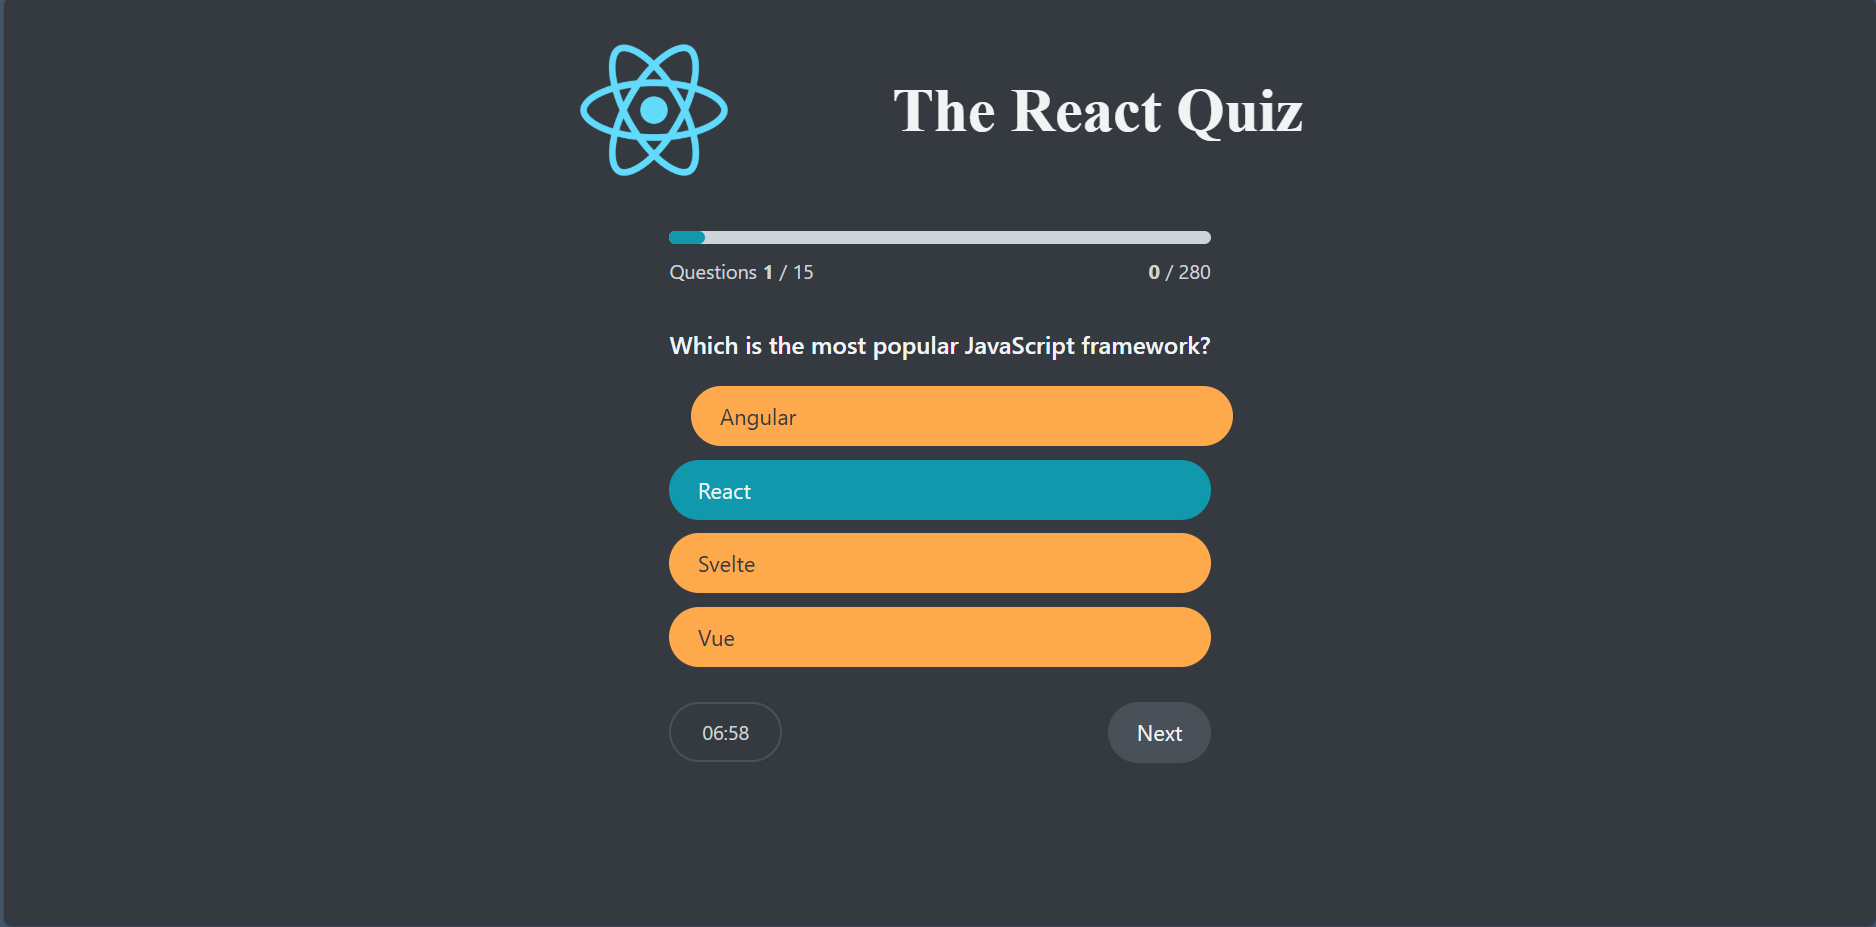 The React Quiz
Questions 1 / 15
0 / 280
Which is the most popular JavaScript framework?
Angular
React
Svelte
Vue
06:58
Next